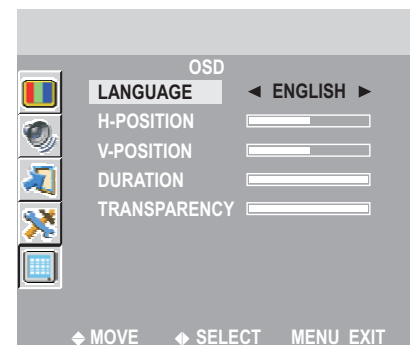 OSD
LANGUAGE ◄ ENGLISH ►
H-POSITION
V-POSITION
DURATION
TRANSPARENCY
MOVE SELECT MENU EXIT